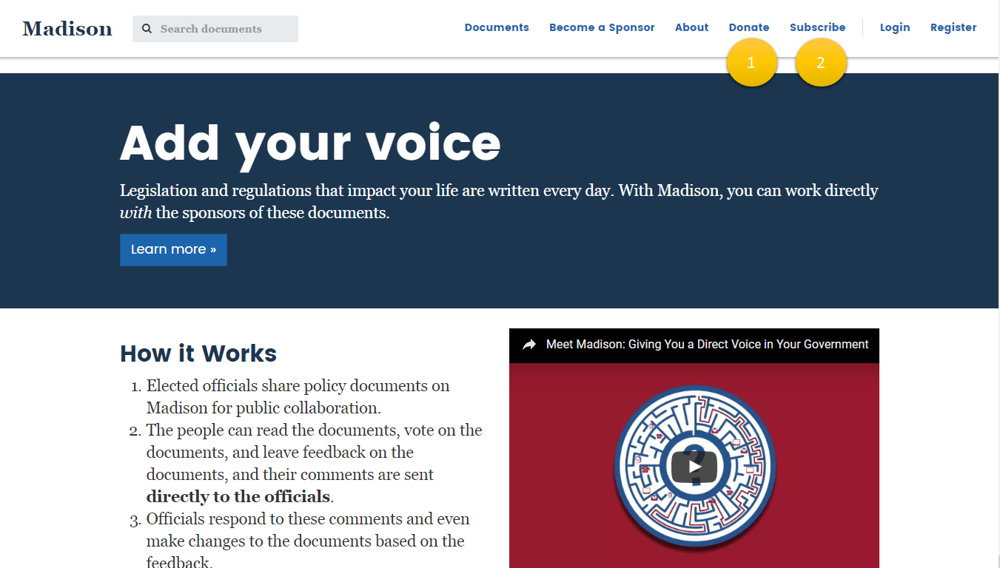 Madison
Search documents
Documents Become a Sponsor About Donate Subscribe Login Register
1 2
Add your voice
Legislation and regulations that impact your life are written every day. With Madison, you can work directly
with the sponsors of these documents.
Learn more »
How it Works
1. Elected officials share policy documents on
Madison for public collaboration.
2. The people can read the documents, vote on the
documents, and leave feedback on the
documents, and their comments are sent
directly to the officials.
3. Officials respond to these comments and even
make changes to the documents based on the
feedback.
Meet Madison: Giving You a Direct Voice in Your Government
?